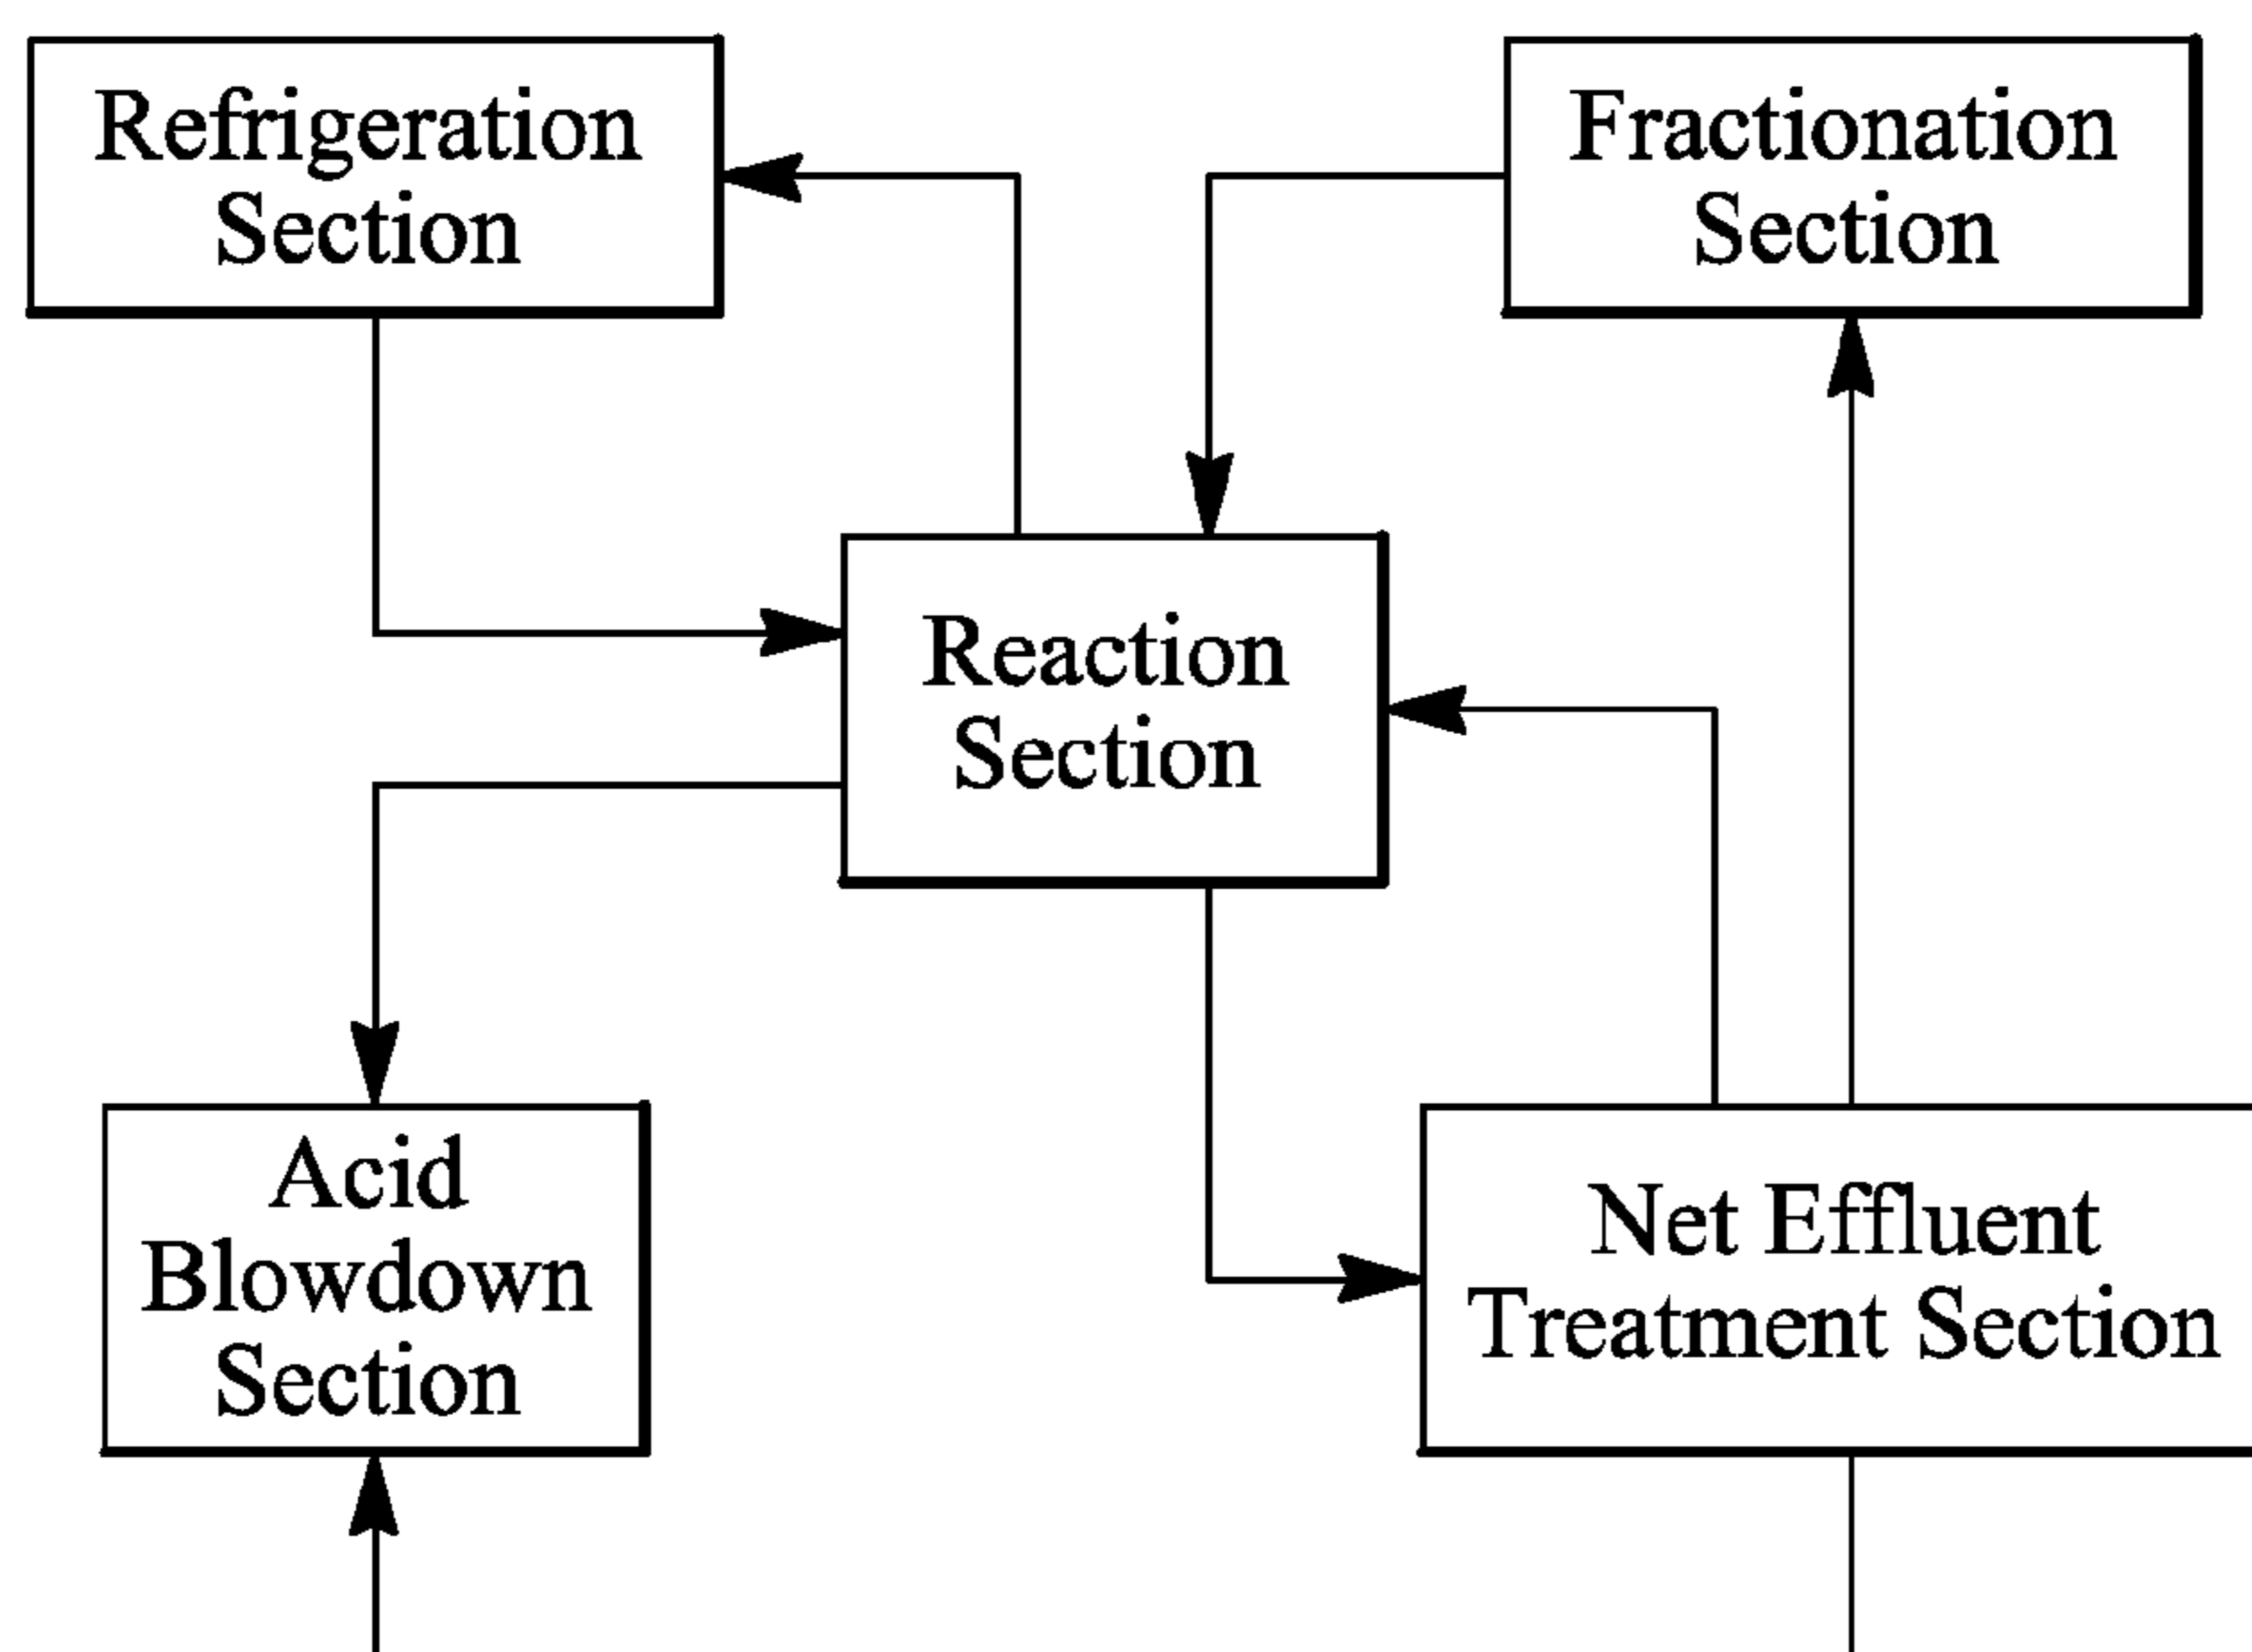 Refrigeration
Section
Fractionation
Section
Reaction
Section
Acid
Blowdown
Section
Net Effluent
Treatment Section